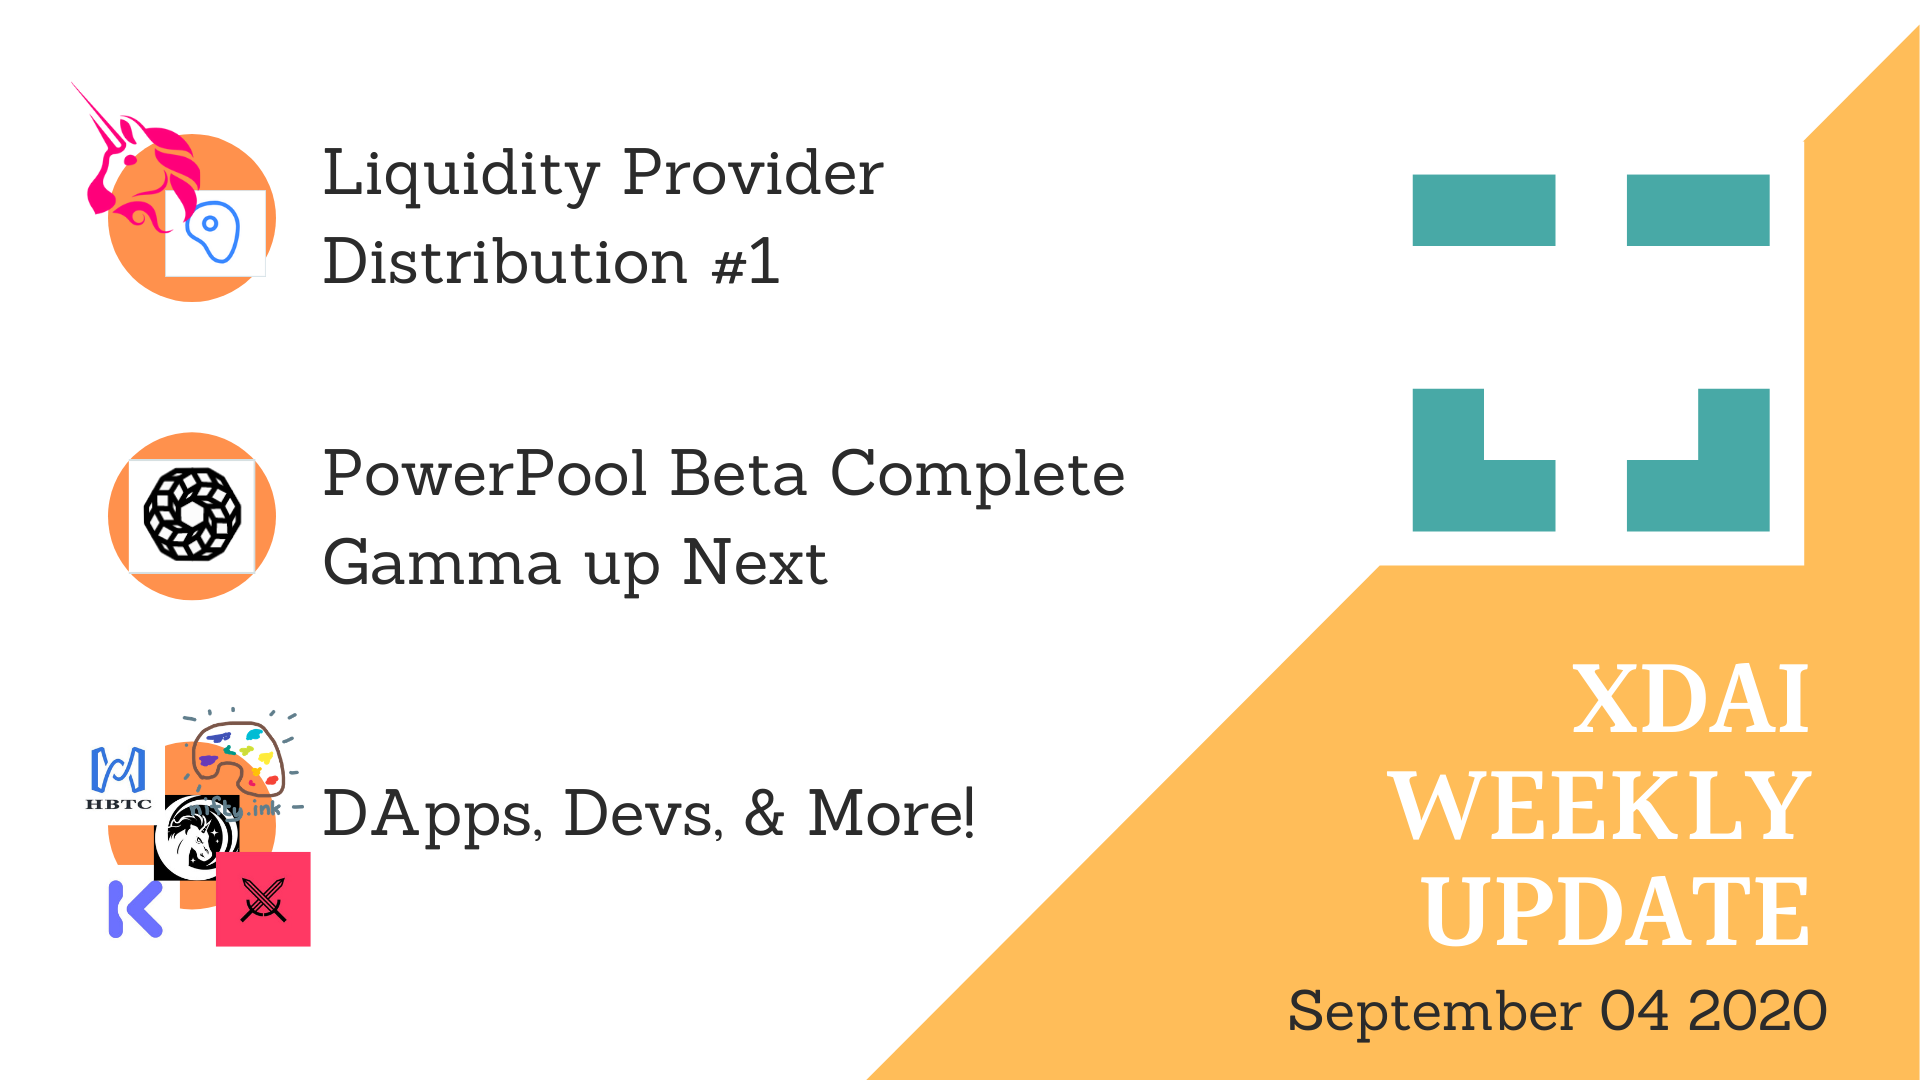 Liquidity Provider
Distribution #1
PowerPool Beta Complete
Gamma up Next
HBTC
nifty.ink
DApps, Devs, & More!
XDAI
WEEKLY
UPDATE
September 04 2020